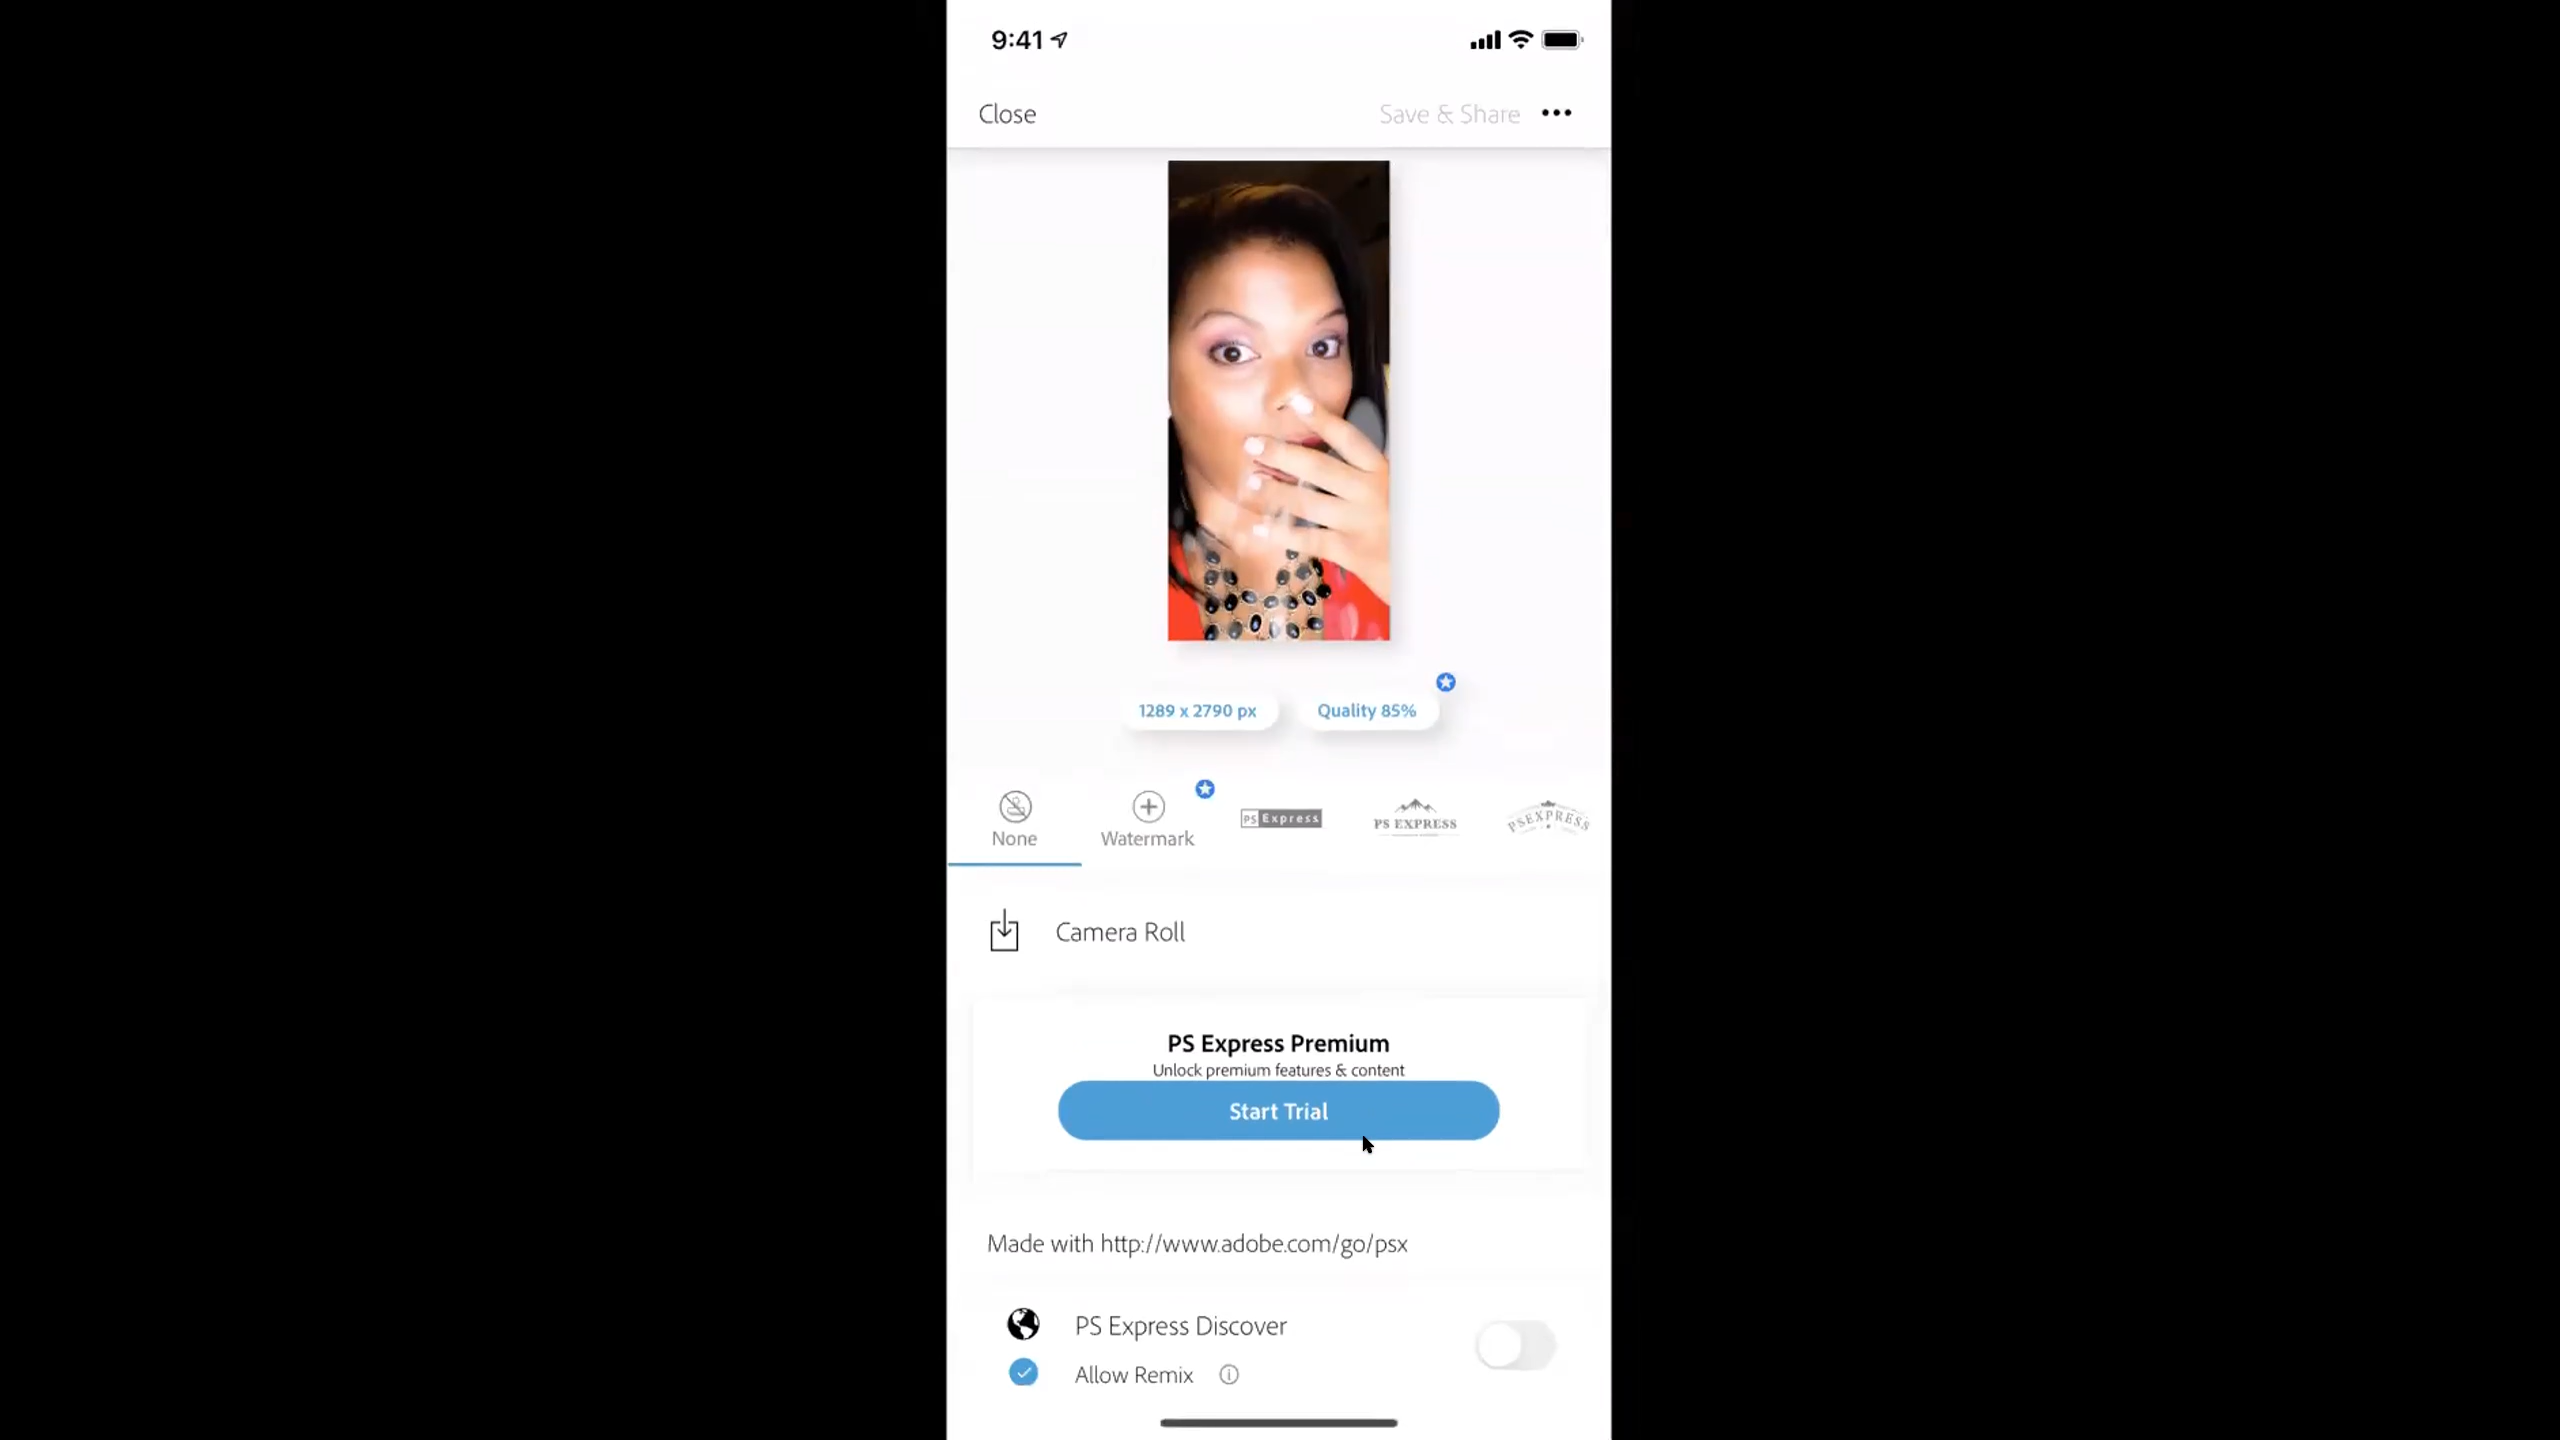 9:41
Close
Save & Share
1289 x 2790 px
Quality 85%
None
Watermark
PS Express
PS EXPRESS
PSEXPRESS
Camera Roll
PS Express Premium
Unlock premium features & content
Start Trial
Made with http://www.adobe.com/go/psx
PS Express Discover
Allow Remix